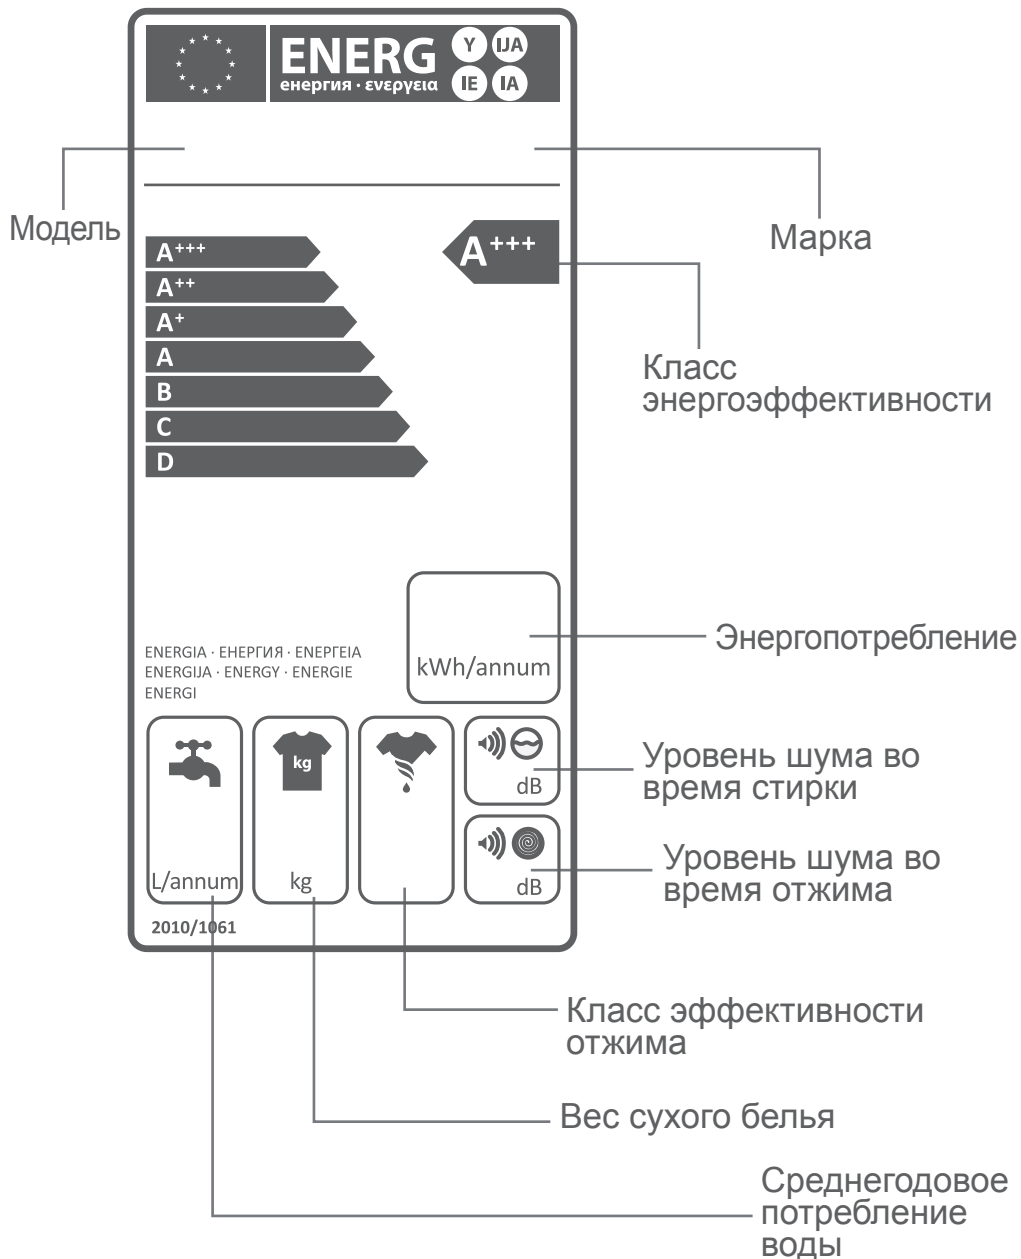 ENERG
енергия · ενεργεια
Y IJA
IE IA
Модель
Марка
A+++
A++
A+
A
B
C
D
A+++
Класс
энергоэффективности
ENERGIA · ЕНЕРГИЯ · ΕΝΕΡΓΕΙΑ
ENERGIJA · ENERGY · ENERGIE
ENERGI
kWh/annum
Энергопотребление
L/annum
kg
kg
dB
Уровень шума во
время стирки
dB
Уровень шума во
время отжима
2010/1061
Класс эффективности
отжима
Вес сухого белья
Среднегодовое
потребление
воды